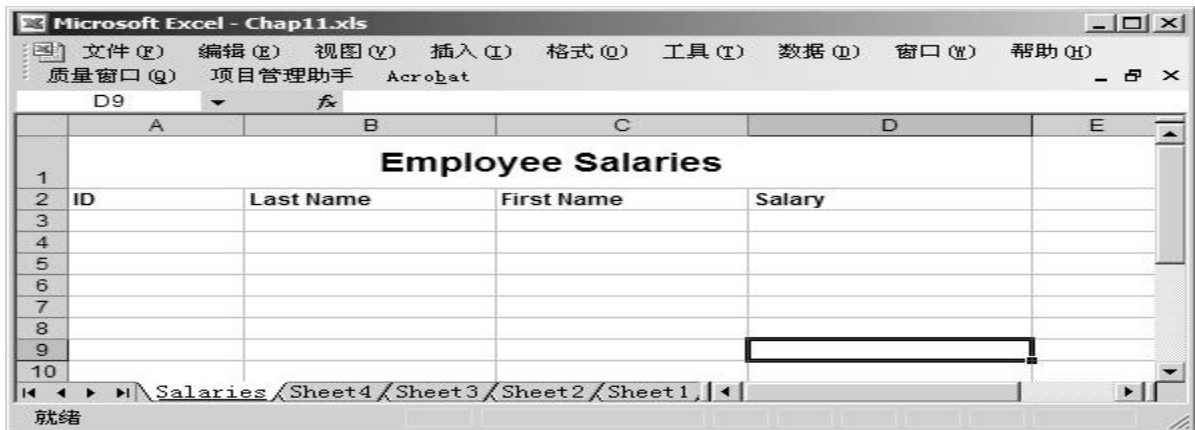 Microsoft Excel - Chap11.xls
文件(F) 编辑(E) 视图(V) 插入(I) 格式(O) 工具(T) 数据(D) 窗口(W) 帮助(H)
质量窗口(Q) 项目管理助手 Acrobat
D9 fx
A B C D E
1 Employee Salaries
2 ID Last Name First Name Salary
3
4
5
6
7
8
9
10
Salaries Sheet4 Sheet3 Sheet2 Sheet1
就绪